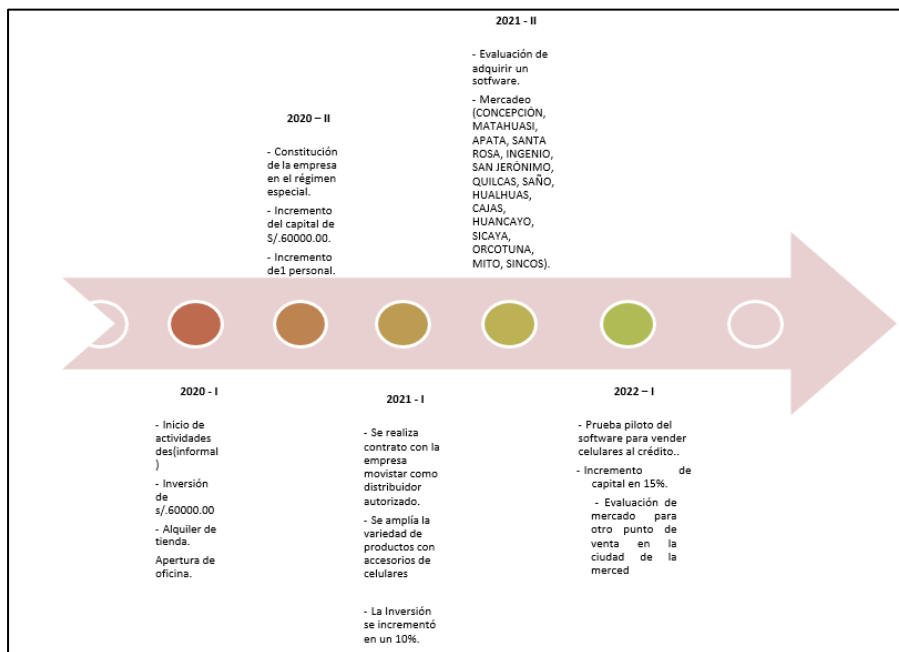 2020 - I
- Inicio de
actividades
des(informal
)
- Inversión
de
s/.60000.00
- Alquiler de
tienda.
Apertura de
oficina.
2020 – II
- Constitución
de la empresa
en el régimen
especial.
- Incremento
del capital de
S/.60000.00.
- Incremento
de1 personal.
2021 - I
- Se realiza
contrato con la
empresa
movistar como
distribuidor
autorizado.
- Se amplía la
variedad de
productos con
accesorios de
celulares
- La Inversión
se incrementó
en un 10%.
2021 - II
- Evaluación de
adquirir un
sotfware.
- Mercadeo
(CONCEPCIÓN,
MATAHUASI,
APATA, SANTA
ROSA, INGENIO,
SAN JERÓNIMO,
QUILCAS, SAÑO,
HUALHUAS,
CAJAS,
HUANCAYO,
SICAYA,
ORCOTUNA,
MITO, SINCOS).
2022 – I
- Prueba piloto del
software para vender
celulares al crédito..
- Incremento de
capital en 15%.
- Evaluación de
mercado para
otro punto de
venta en la
ciudad de la
merced